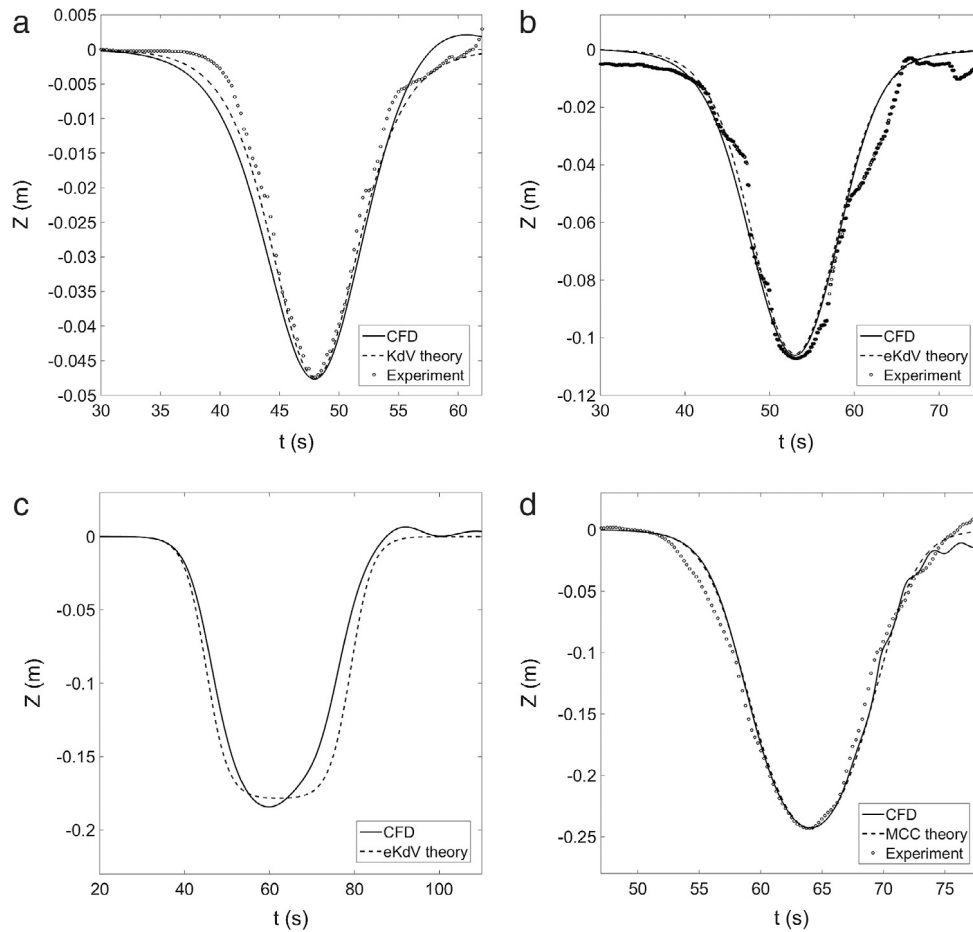 a
0.005
0
-0.005
-0.01
-0.015
-0.02
-0.025
-0.03
-0.035
-0.04
-0.045
-0.05
Z (m)
30 35 40 45 50 55 60
t (s)
CFD
KdV theory
Experiment
b
0
-0.02
-0.04
-0.06
-0.08
-0.1
-0.12
Z (m)
30 40 50 60 70
t (s)
CFD
eKdV theory
Experiment
c
0
-0.05
-0.1
-0.15
-0.2
Z (m)
20 40 60 80 100
t (s)
CFD
eKdV theory
d
0
-0.05
-0.1
-0.15
-0.2
-0.25
Z (m)
50 55 60 65 70 75
t (s)
CFD
MCC theory
Experiment